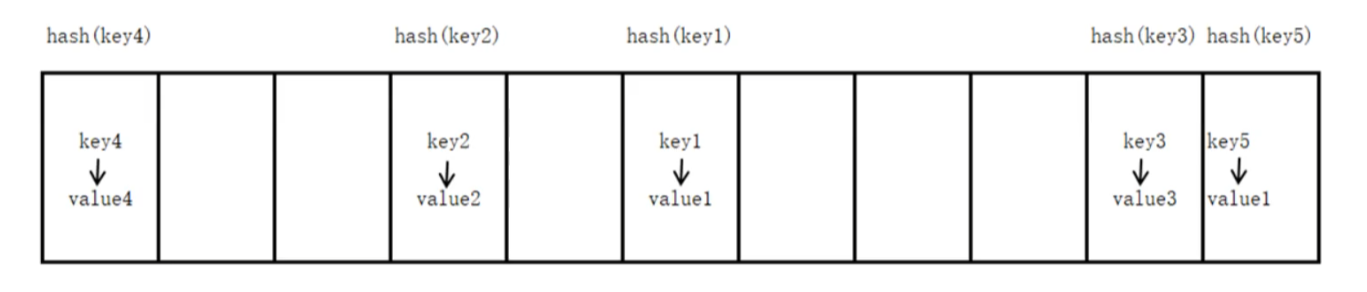 hash(key4) hash(key2) hash(key1) hash(key3) hash(key5)
key4 key2 key1 key3 key5
value4 value2 value1 value3 value1